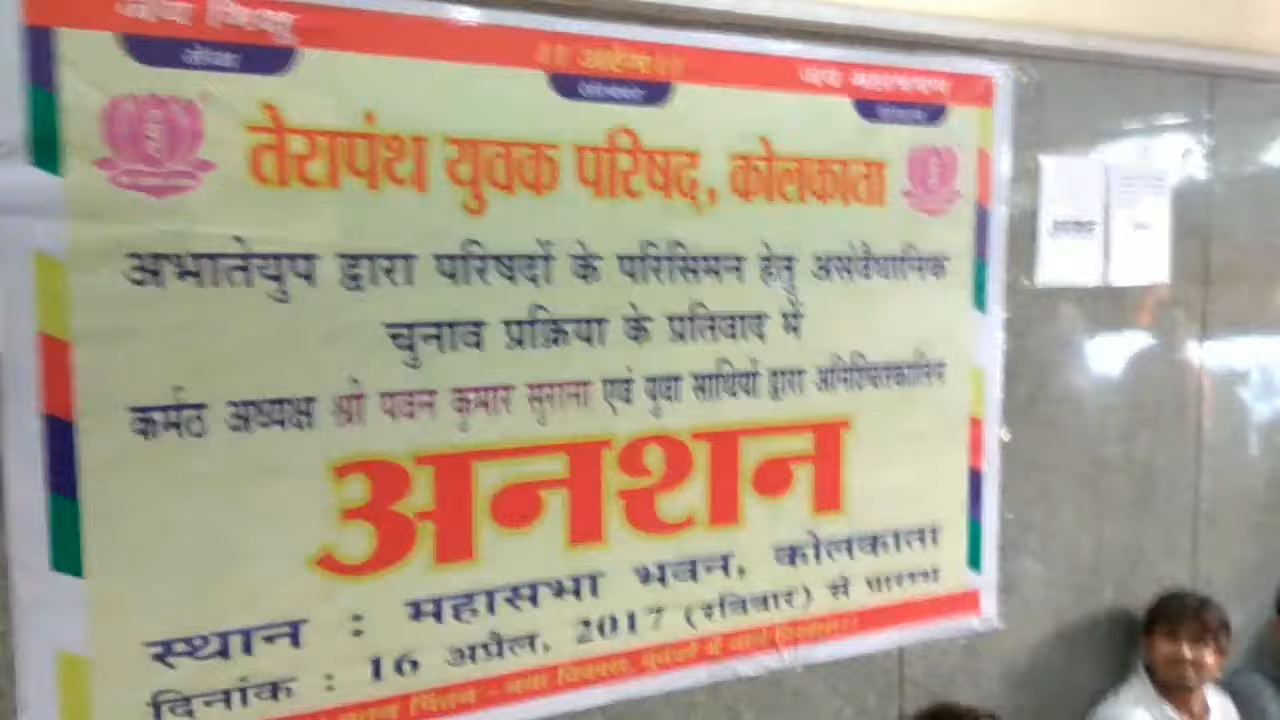 तेरापंथ युवक परिषद, कोलकाता
अभातेयुप द्वारा परिषदों के परिसिमन हेतु असंवैधानिक
चुनाव प्रक्रिया के प्रतिवाद में
कर्मठ अध्यक्ष श्री पवन कुमार सुराना एवं युवा साथियों द्वारा अनिश्चितकालिन
अनशन
स्थान : महासभा भवन, कोलकाता
दिनांक : 16 अप्रैल, 2017 (रविवार) से प्रारम्भ